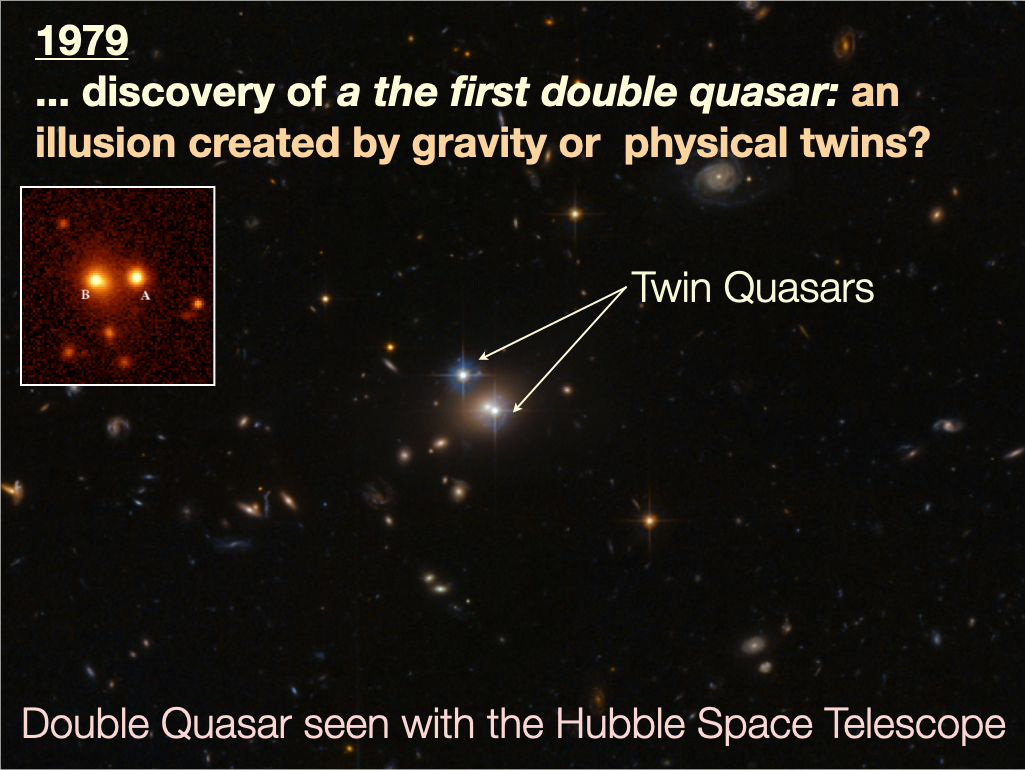 1979
... discovery of a the first double quasar: an
illusion created by gravity or  physical twins?
B
A
Twin Quasars
Double Quasar seen with the Hubble Space Telescope